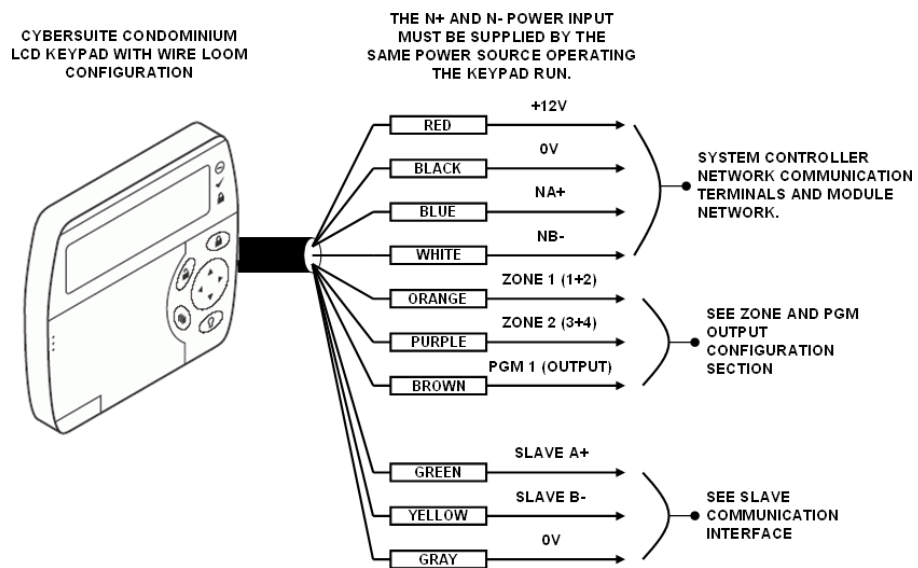 CYBERSUITE CONDOMINIUM
LCD KEYPAD WITH WIRE LOOM
CONFIGURATION
THE N+ AND N- POWER INPUT
MUST BE SUPPLIED BY THE
SAME POWER SOURCE OPERATING
THE KEYPAD RUN.
RED
+12V
BLACK
0V
BLUE
NA+
WHITE
NB-
SYSTEM CONTROLLER
NETWORK COMMUNICATION
TERMINALS AND MODULE
NETWORK.
ORANGE
ZONE 1 (1+2)
PURPLE
ZONE 2 (3+4)
BROWN
PGM 1 (OUTPUT)
SEE ZONE AND PGM
OUTPUT
CONFIGURATION
SECTION
GREEN
SLAVE A+
YELLOW
SLAVE B-
GRAY
0V
SEE SLAVE
COMMUNICATION
INTERFACE